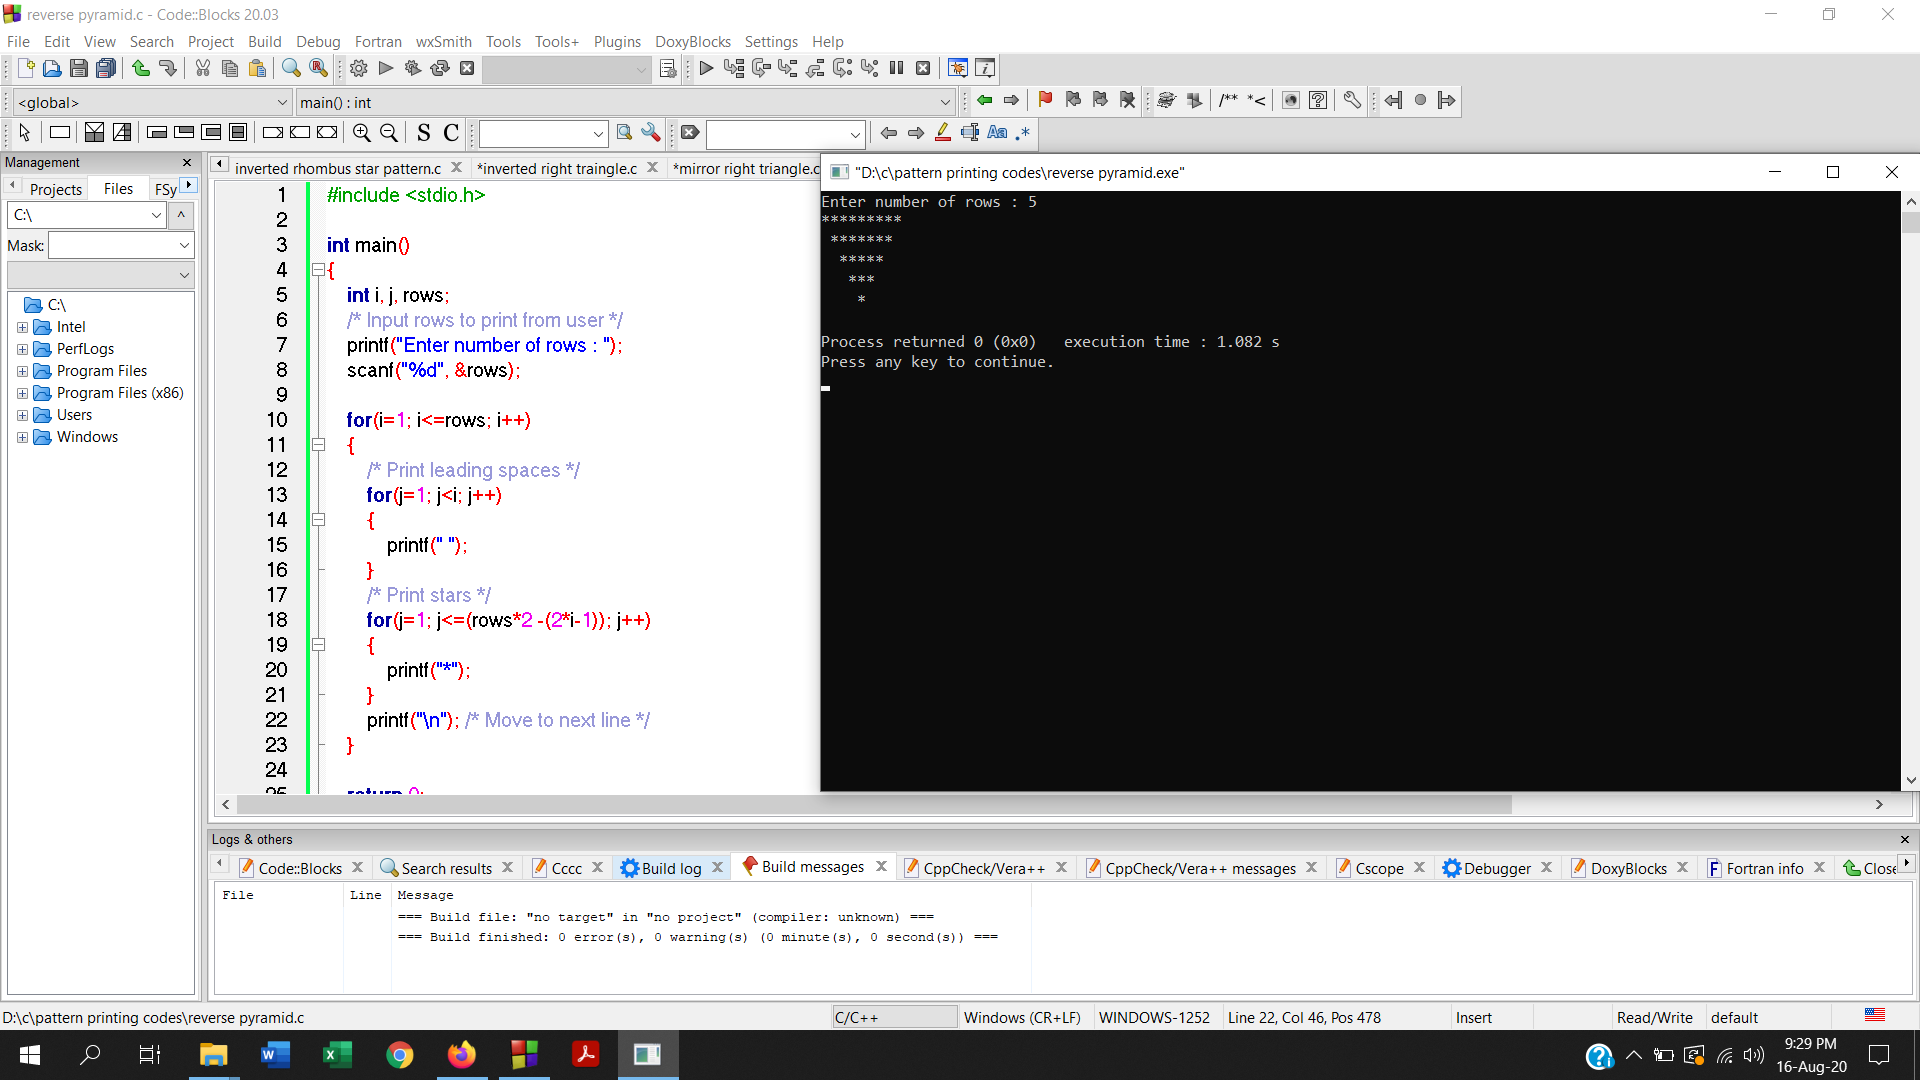 reverse pyramid.c - Code::Blocks 20.03
File Edit View Search Project Build Debug Fortran wxSmith Tools Tools+ Plugins DoxyBlocks Settings Help
<global> main() : int
/** *<
S C
Aa .*
Management
Projects Files FSy
C:\ ^
Mask:
C:\
Intel
PerfLogs
Program Files
Program Files (x86)
Users
Windows
inverted rhombus star pattern.c *inverted right traingle.c *mirror right triangle.c
1 #include <stdio.h>
2
3 int main()
4 {
5 int i, j, rows;
6 /* Input rows to print from user */
7 printf("Enter number of rows : ");
8 scanf("%d", &rows);
9
10 for(i=1; i<=rows; i++)
11 {
12 /* Print leading spaces */
13 for(j=1; j<i; j++)
14 {
15 printf(" ");
16 }
17 /* Print stars */
18 for(j=1; j<=(rows*2 -(2*i-1)); j++)
19 {
20 printf("*");
21 }
22 printf("\n"); /* Move to next line */
23 }
24
25 return 0;
"D:\c\pattern printing codes\reverse pyramid.exe"
Enter number of rows : 5
*********
 *******
  *****
   ***
    *
Process returned 0 (0x0)   execution time : 1.082 s
Press any key to continue.
Logs & others
Code::Blocks Search results Cccc Build log Build messages CppCheck/Vera++ CppCheck/Vera++ messages Cscope Debugger DoxyBlocks Fortran info Close
File Line Message
=== Build file: "no target" in "no project" (compiler: unknown) ===
=== Build finished: 0 error(s), 0 warning(s) (0 minute(s), 0 second(s)) ===
D:\c\pattern printing codes\reverse pyramid.c C/C++ Windows (CR+LF) WINDOWS-1252 Line 22, Col 46, Pos 478 Insert Read/Write default
9:29 PM
16-Aug-20